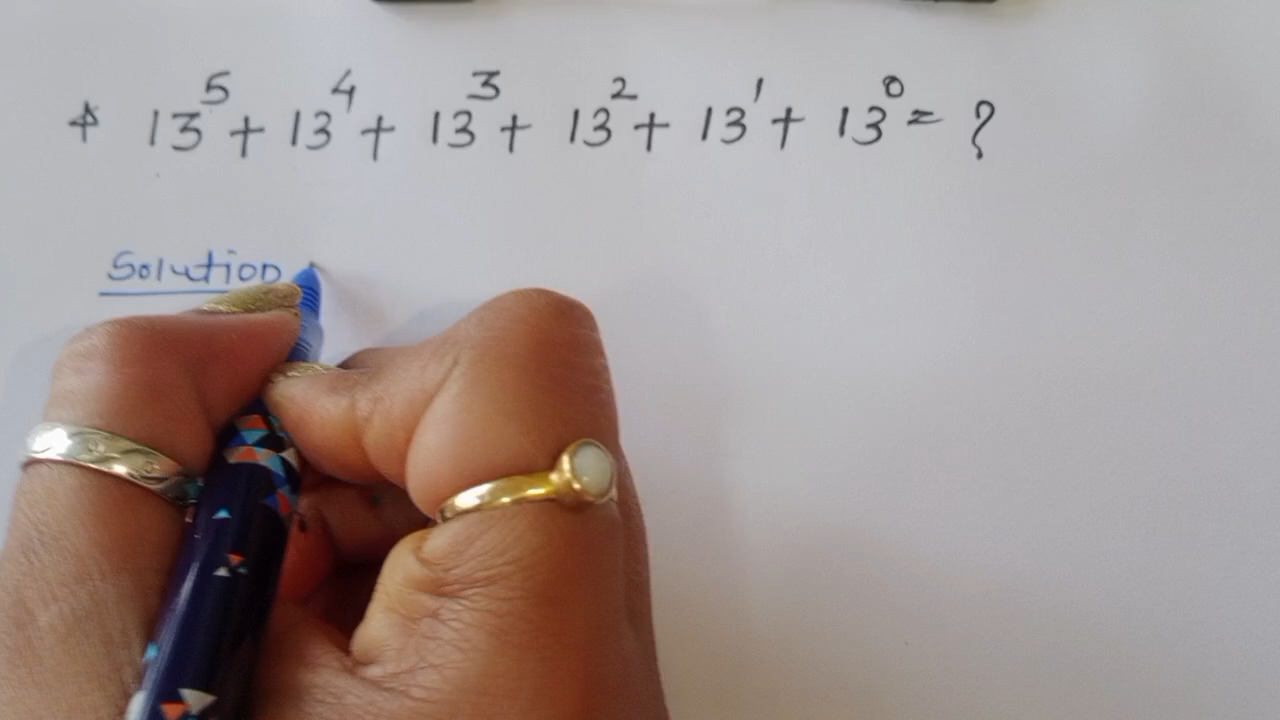 * 13⁵ + 13⁴ + 13³ + 13² + 13¹ + 13⁰ = ?
Solution